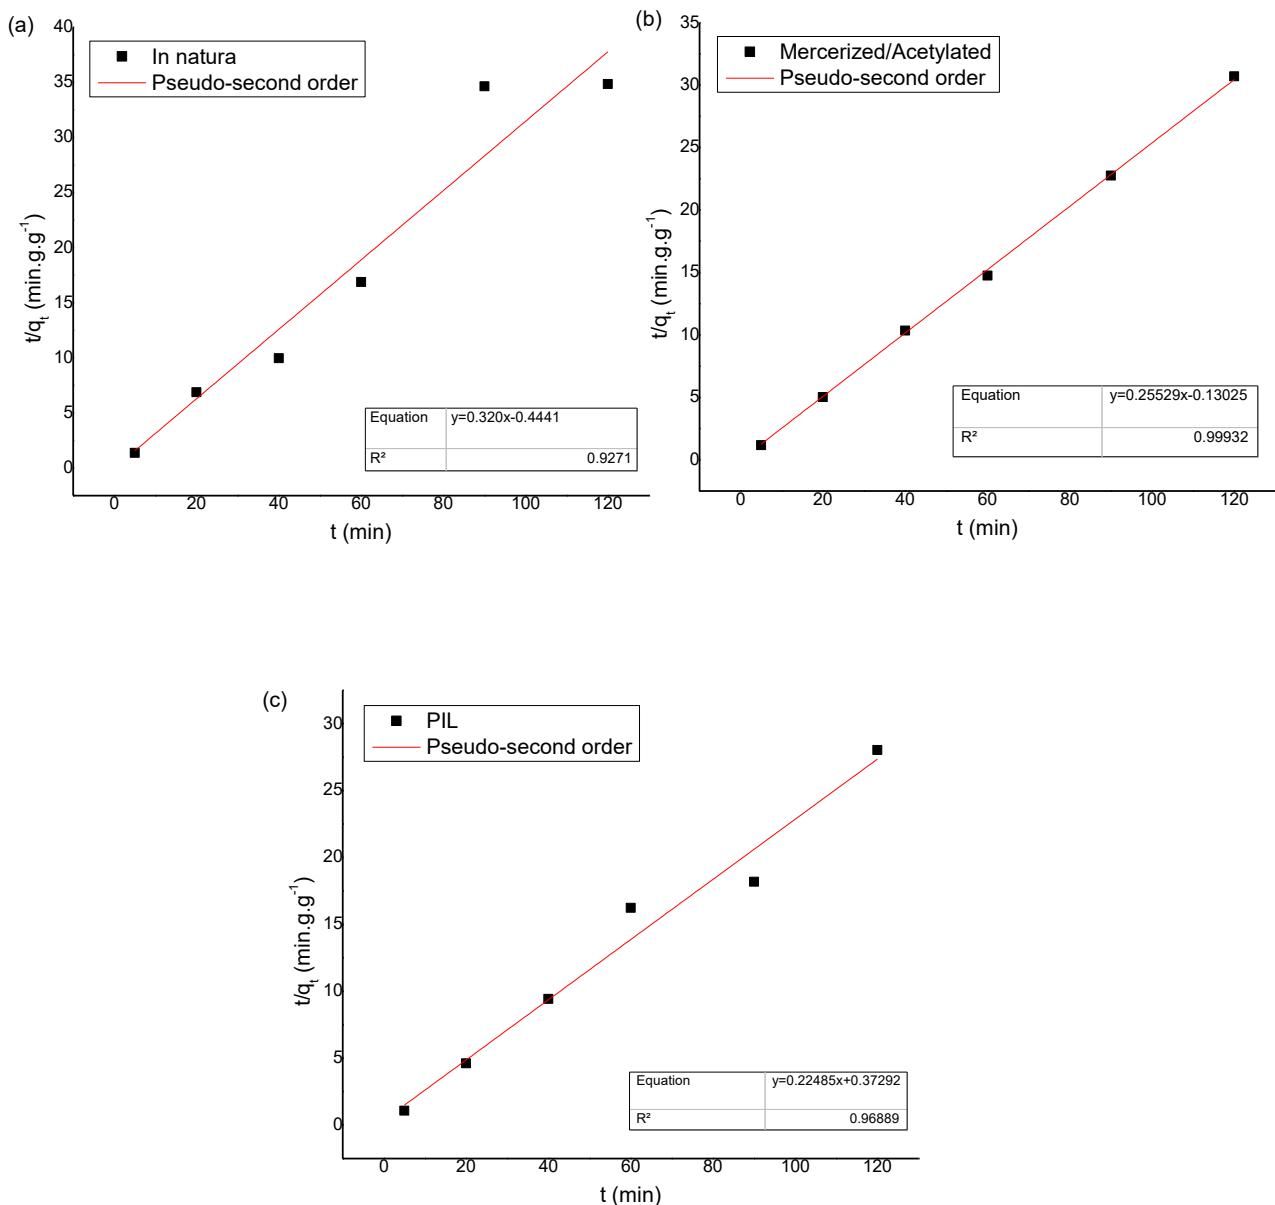 (a)
In natura
Pseudo-second order
40
35
30
25
20
15
10
5
0
t/qt (min.g.g-1)
Equation y=0.320x-0.4441
R² 0.9271
0 20 40 60 80 100 120
t (min)
(b)
Mercerized/Acetylated
Pseudo-second order
35
30
25
20
15
10
5
0
t/qt (min.g.g-1)
Equation y=0.25529x-0.13025
R² 0.99932
0 20 40 60 80 100 120
t (min)
(c)
PIL
Pseudo-second order
30
25
20
15
10
5
0
t/qt (min.g.g-1)
Equation y=0.22485x+0.37292
R² 0.96889
0 20 40 60 80 100 120
t (min)